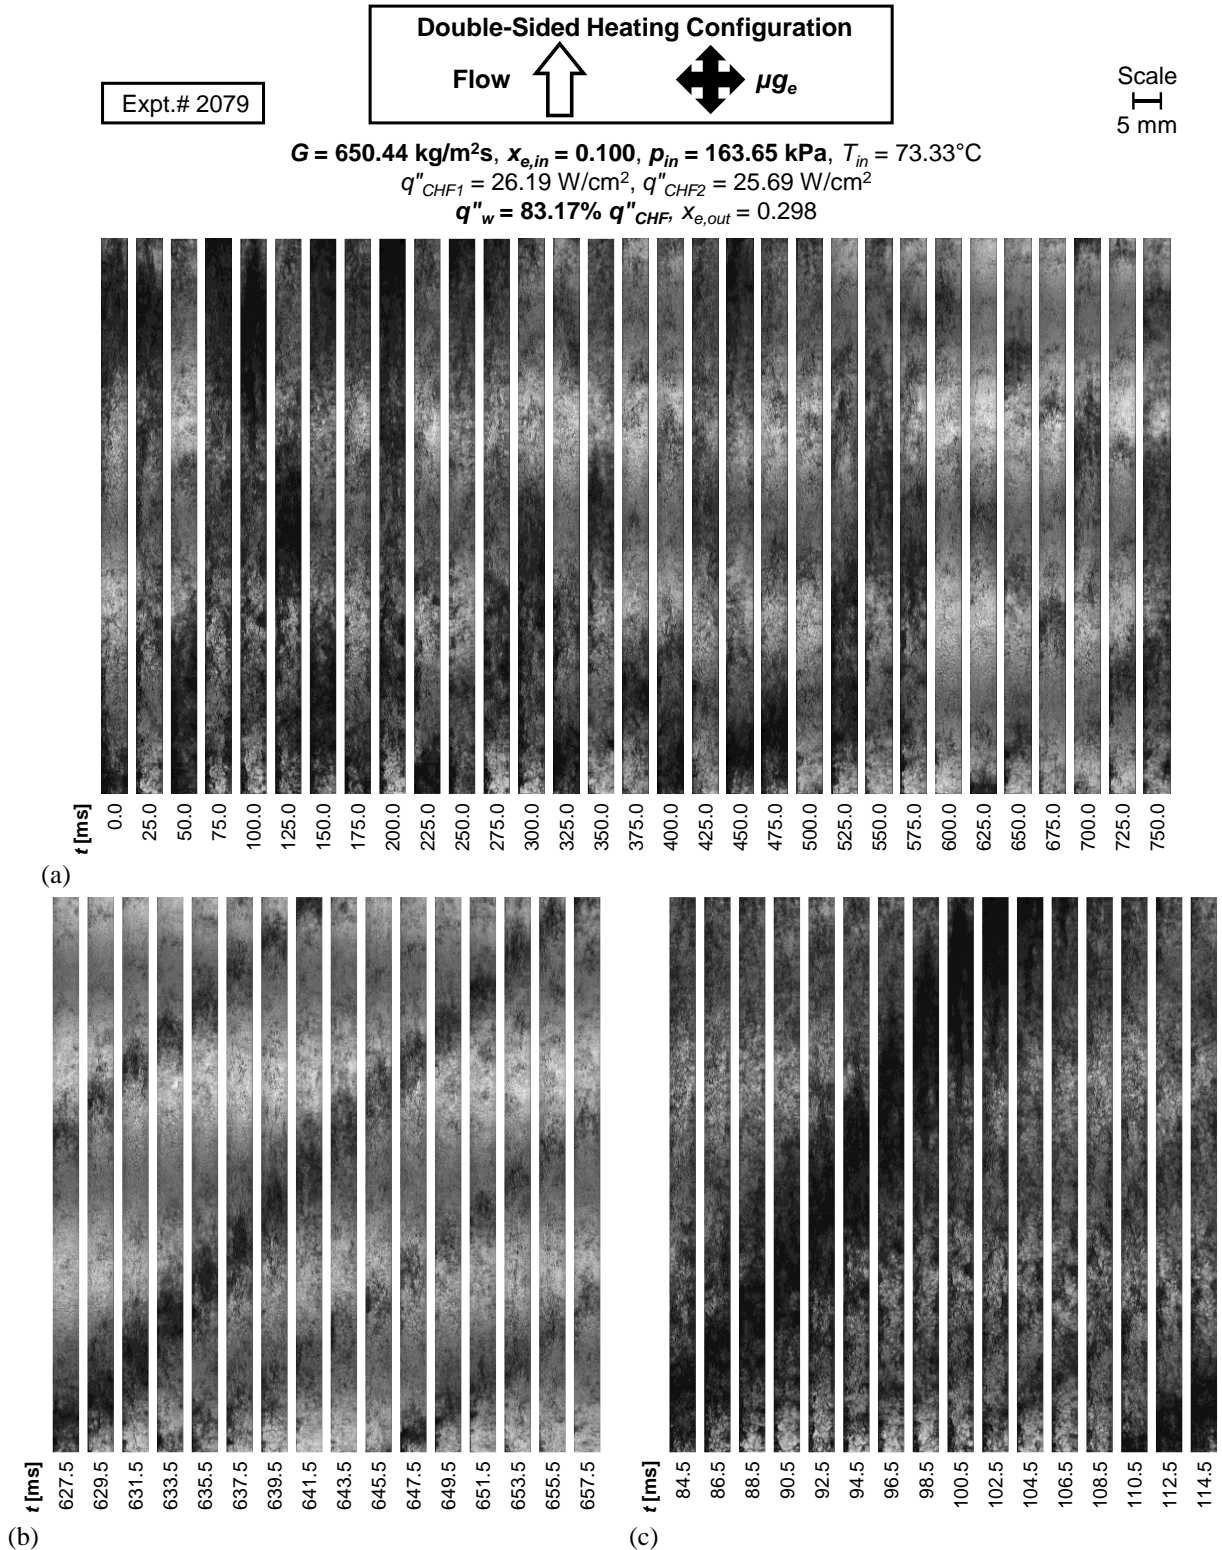 Double-Sided Heating Configuration
Flow
µgₑ
Expt.# 2079
Scale
5 mm
G = 650.44 kg/m²s, x_e,in = 0.100, p_in = 163.65 kPa, T_in = 73.33°C
q"_CHF1 = 26.19 W/cm², q"_CHF2 = 25.69 W/cm²
q"_w = 83.17% q"_CHF, x_e,out = 0.298
t [ms] 0.0 25.0 50.0 75.0 100.0 125.0 150.0 175.0 200.0 225.0 250.0 275.0 300.0 325.0 350.0 375.0 400.0 425.0 450.0 475.0 500.0 525.0 550.0 575.0 600.0 625.0 650.0 675.0 700.0 725.0 750.0
(a)
t [ms] 627.5 629.5 631.5 633.5 635.5 637.5 639.5 641.5 643.5 645.5 647.5 649.5 651.5 653.5 655.5 657.5
(b)
t [ms] 84.5 86.5 88.5 90.5 92.5 94.5 96.5 98.5 100.5 102.5 104.5 106.5 108.5 110.5 112.5 114.5
(c)